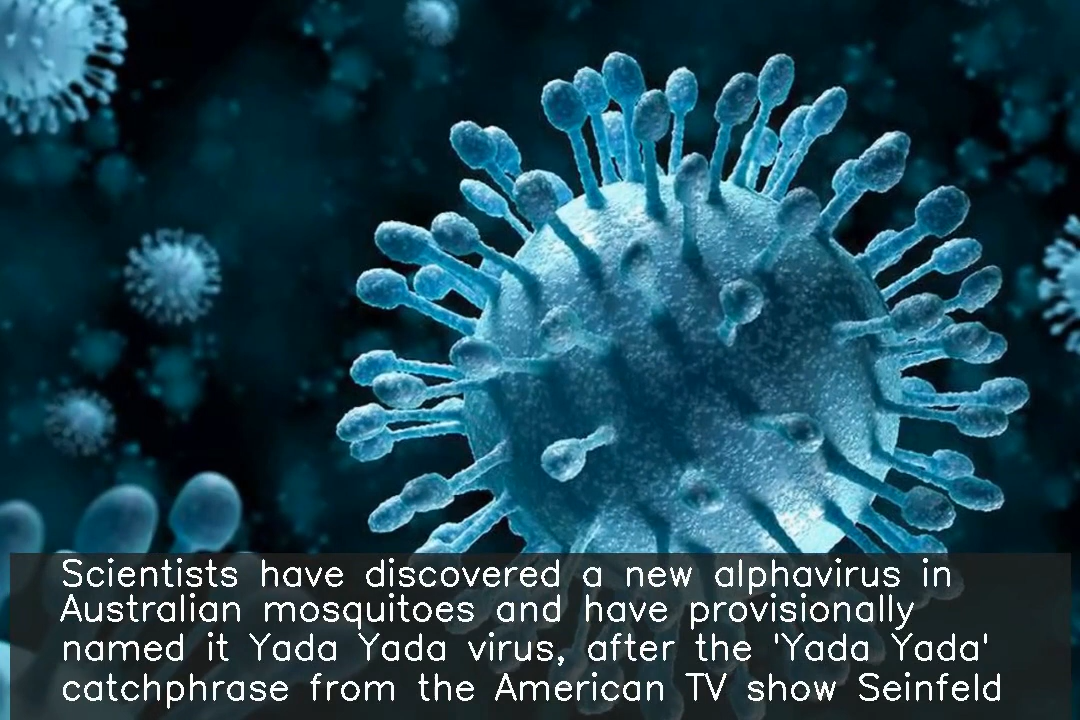 Scientists have discovered a new alphavirus in
Australian mosquitoes and have provisionally
named it Yada Yada virus, after the 'Yada Yada'
catchphrase from the American TV show Seinfeld